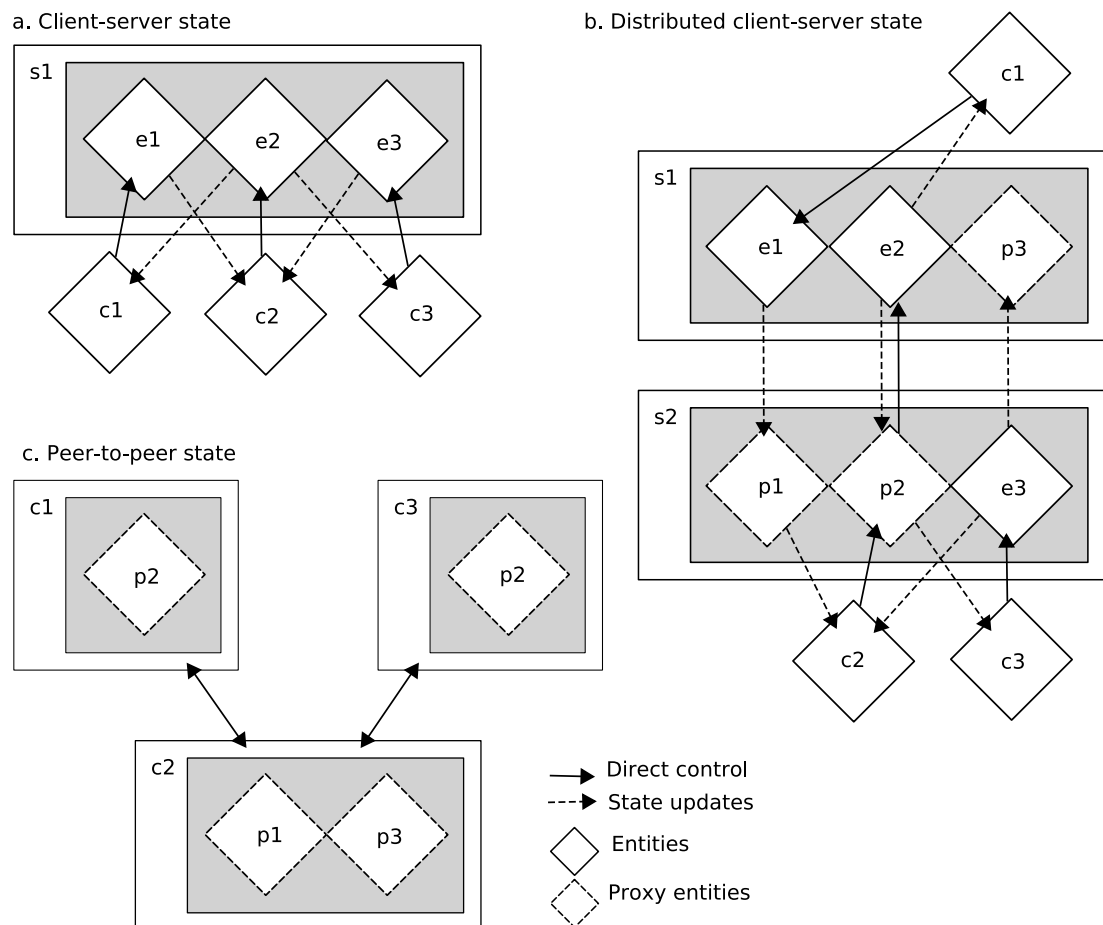 a. Client-server state
s1
e1
e2
e3
c1
c2
c3
b. Distributed client-server state
c1
s1
e1
e2
p3
s2
p1
p2
e3
c2
c3
c. Peer-to-peer state
c1
p2
c3
p2
c2
p1
p3
Direct control
State updates
Entities
Proxy entities